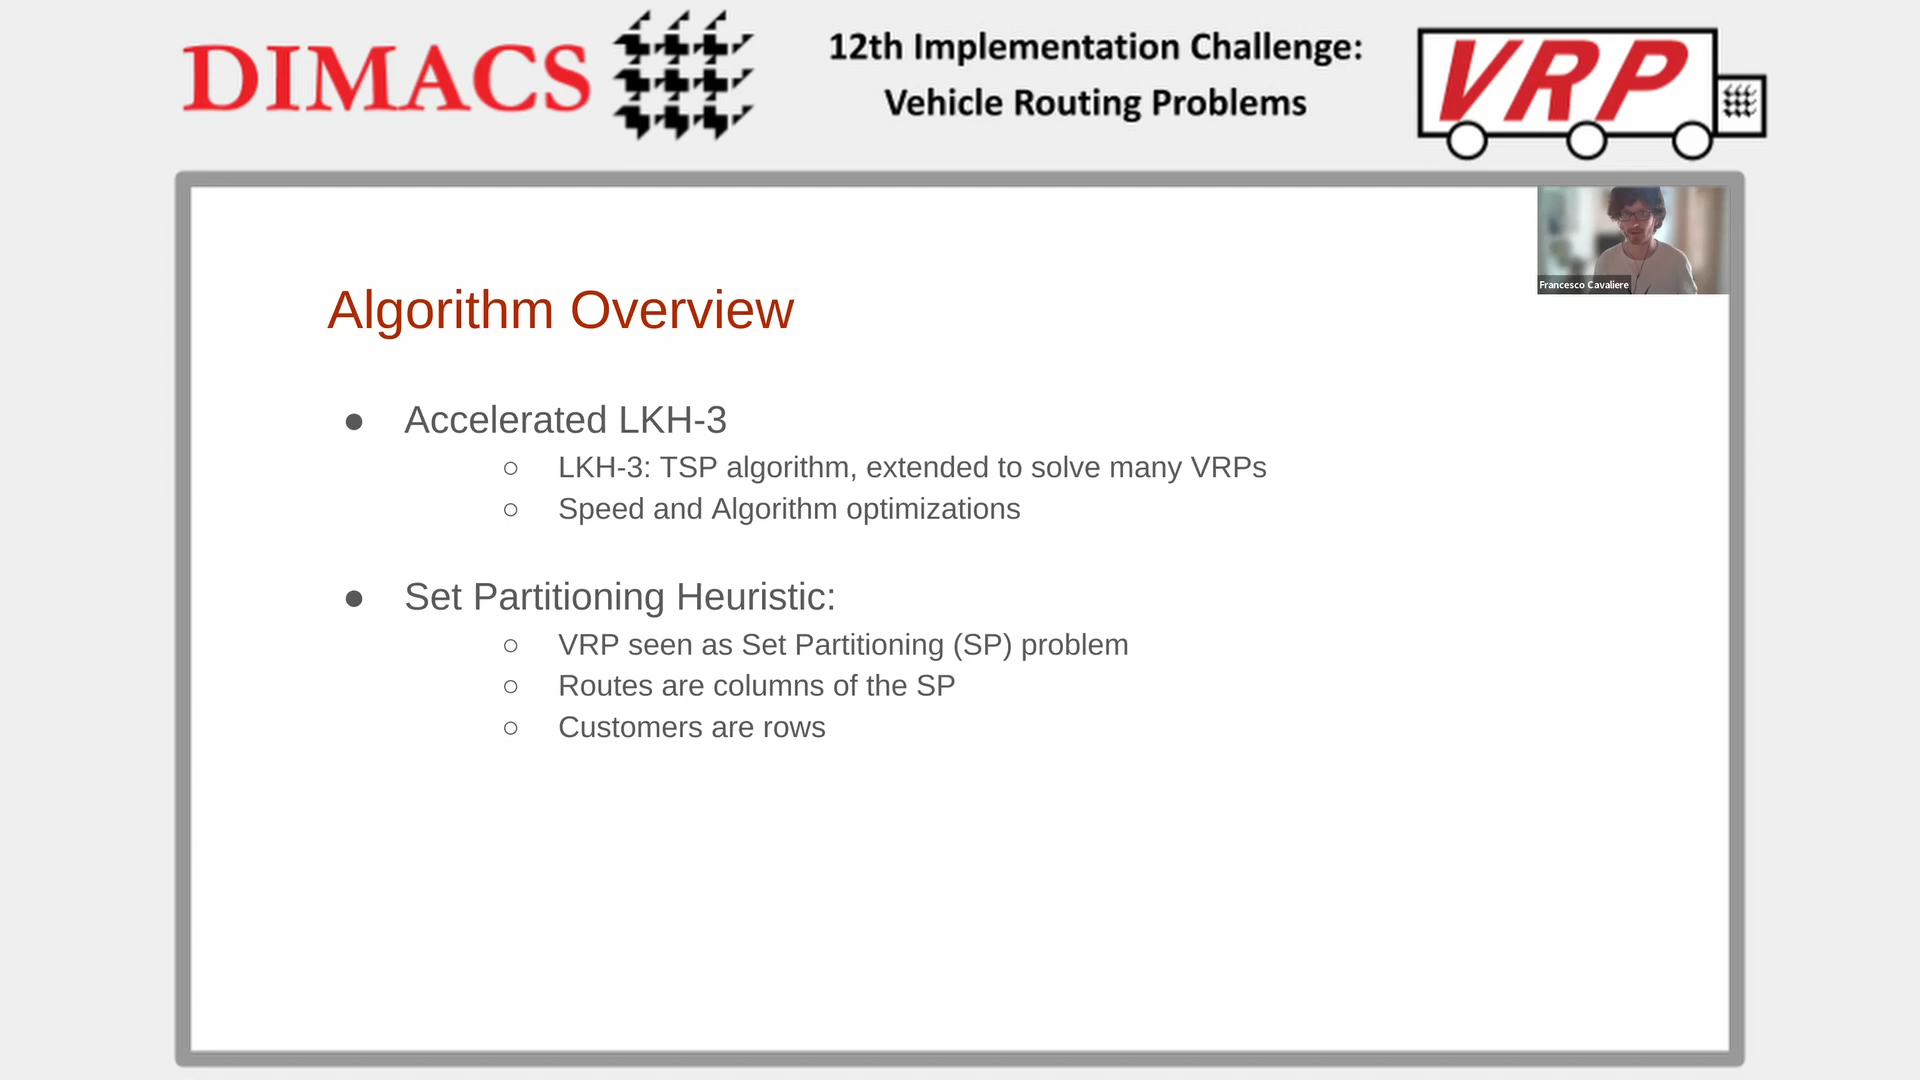 DIMACS
12th Implementation Challenge:
Vehicle Routing Problems
VRP
Francesco Cavaliere
Algorithm Overview
● Accelerated LKH-3
○ LKH-3: TSP algorithm, extended to solve many VRPs
○ Speed and Algorithm optimizations
● Set Partitioning Heuristic:
○ VRP seen as Set Partitioning (SP) problem
○ Routes are columns of the SP
○ Customers are rows